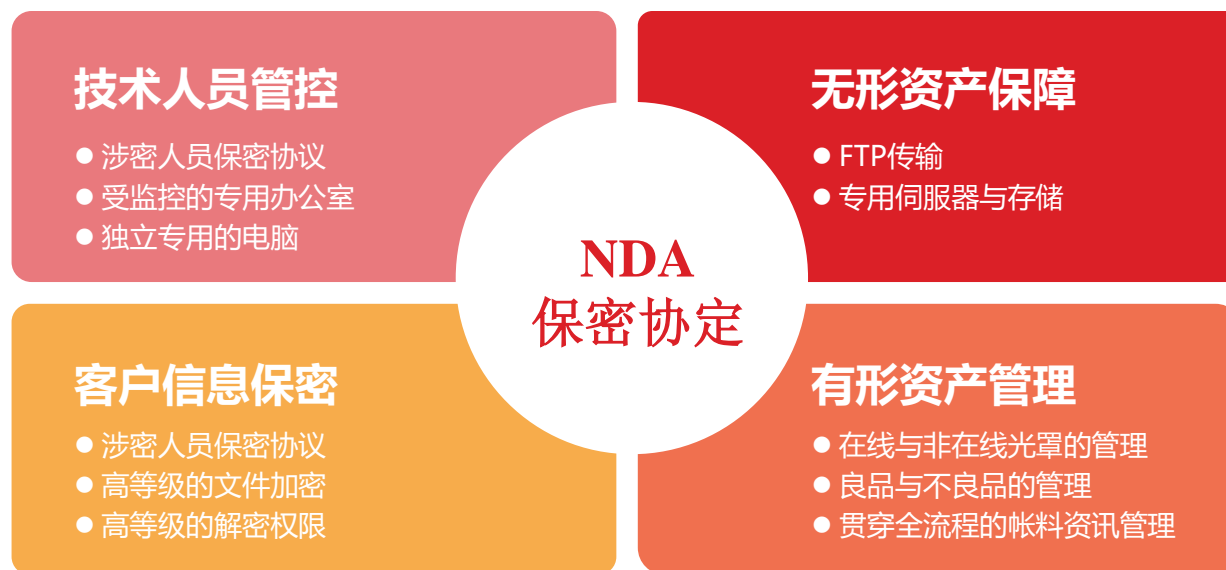 技术人员管控
● 涉密人员保密协议
● 受监控的专用办公室
● 独立专用的电脑
无形资产保障
● FTP传输
● 专用伺服器与存储
NDA
保密协定
客户信息保密
● 涉密人员保密协议
● 高等级的文件加密
● 高等级的解密权限
有形资产管理
● 在线与非在线光罩的管理
● 良品与不良品的管理
● 贯穿全流程的帐料资讯管理